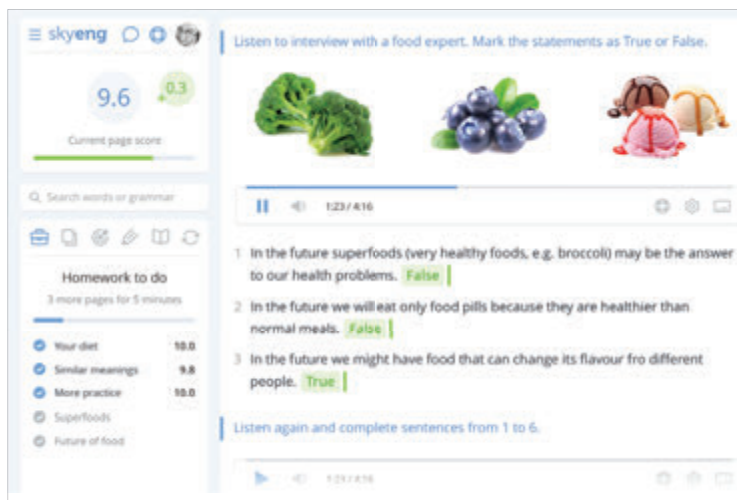 skyeng
9.6
0.3
Current page score
Search words or grammar
Homework to do
3 more pages for 5 minutes
Your diet 10.0
Similar meanings 9.8
More practice 10.0
Superfoods
Future of food
Listen to interview with a food expert. Mark the statements as True or False.
1:23 / 4:16
1 In the future superfoods (very healthy foods, e.g. broccoli) may be the answer
to our health problems. False
2 In the future we will eat only food pills because they are healthier than
normal meals. False
3 In the future we might have food that can change its flavour fro different
people. True
Listen again and complete sentences from 1 to 6.
1:23 / 4:16